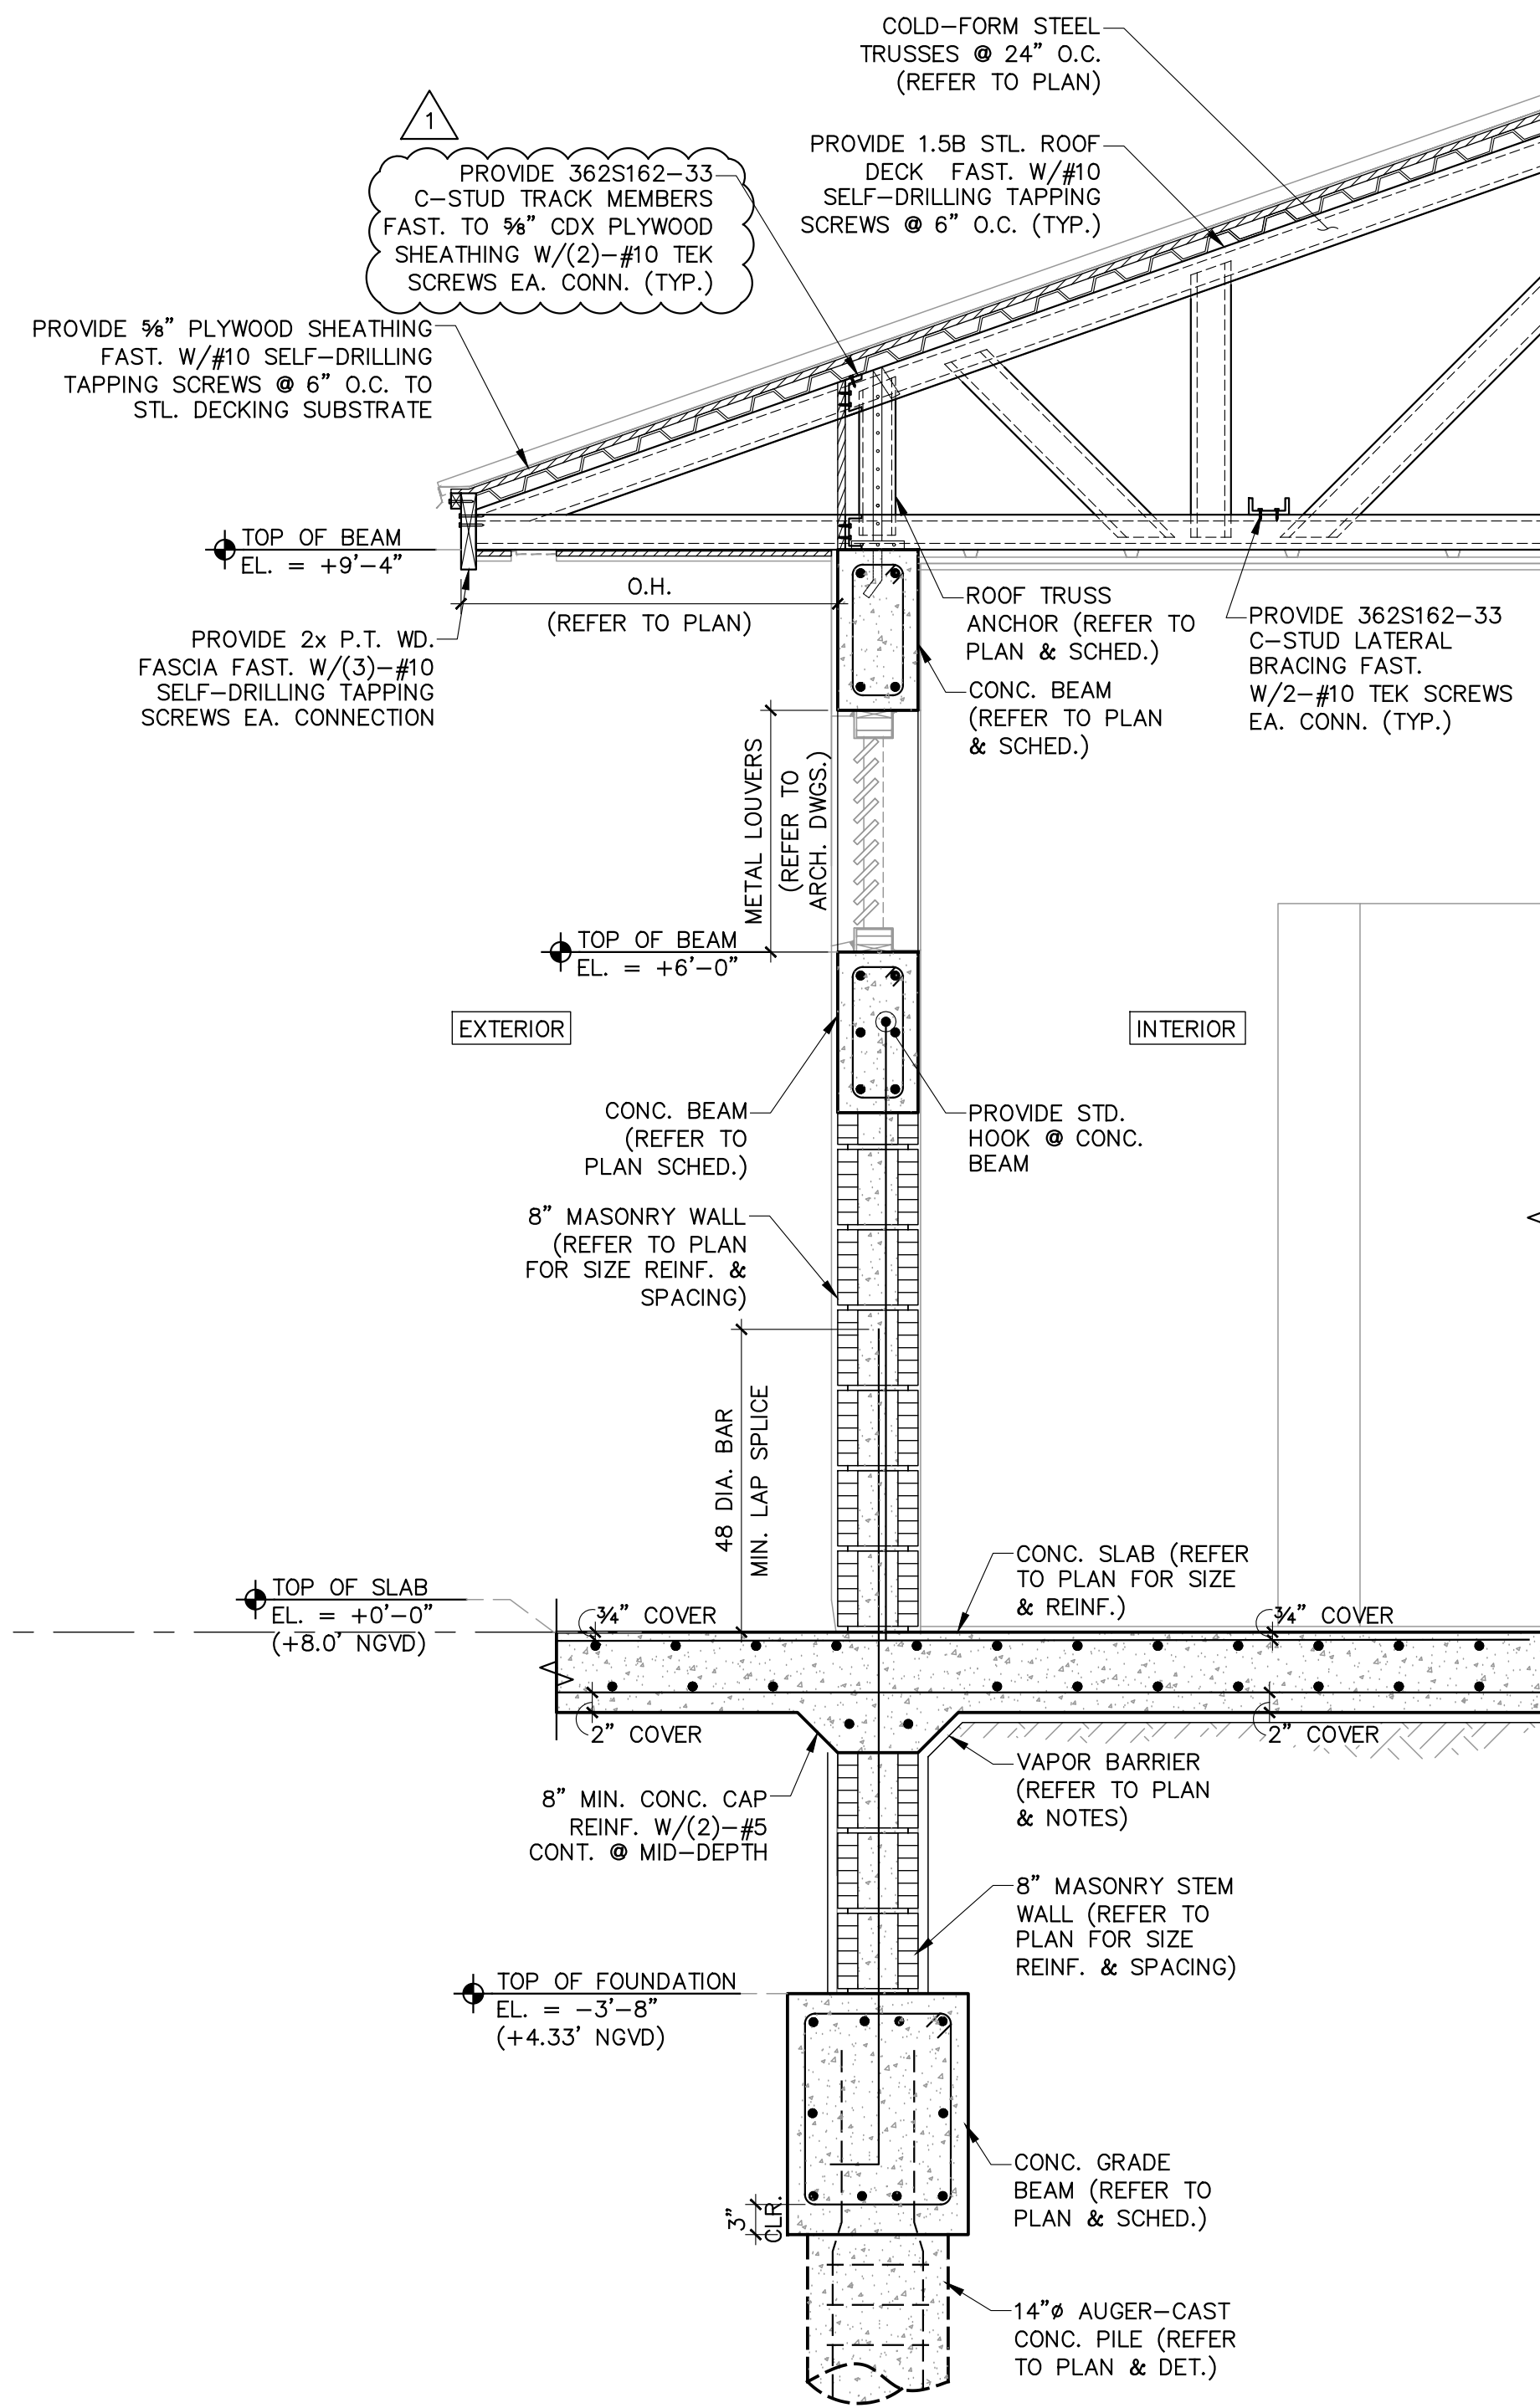 COLD-FORM STEEL
TRUSSES @ 24" O.C.
(REFER TO PLAN)
1
PROVIDE 362S162-33
C-STUD TRACK MEMBERS
FAST. TO ⅝" CDX PLYWOOD
SHEATHING W/(2)-#10 TEK
SCREWS EA. CONN. (TYP.)
PROVIDE 1.5B STL. ROOF
DECK FAST. W/#10
SELF-DRILLING TAPPING
SCREWS @ 6" O.C. (TYP.)
PROVIDE ⅝" PLYWOOD SHEATHING
FAST. W/#10 SELF-DRILLING
TAPPING SCREWS @ 6" O.C. TO
STL. DECKING SUBSTRATE
TOP OF BEAM
EL. = +9'-4"
O.H.
(REFER TO PLAN)
PROVIDE 2x P.T. WD.
FASCIA FAST. W/(3)-#10
SELF-DRILLING TAPPING
SCREWS EA. CONNECTION
ROOF TRUSS
ANCHOR (REFER TO
PLAN & SCHED.)
PROVIDE 362S162-33
C-STUD LATERAL
BRACING FAST.
W/2-#10 TEK SCREWS
EA. CONN. (TYP.)
CONC. BEAM
(REFER TO PLAN
& SCHED.)
METAL LOUVERS
(REFER TO
ARCH. DWGS.)
TOP OF BEAM
EL. = +6'-0"
EXTERIOR
INTERIOR
CONC. BEAM
(REFER TO
PLAN SCHED.)
PROVIDE STD.
HOOK @ CONC.
BEAM
8" MASONRY WALL
(REFER TO PLAN
FOR SIZE REINF. &
SPACING)
48 DIA. BAR
MIN. LAP SPLICE
CONC. SLAB (REFER
TO PLAN FOR SIZE
& REINF.)
TOP OF SLAB
EL. = +0'-0"
(+8.0' NGVD)
¾" COVER
¾" COVER
2" COVER
2" COVER
VAPOR BARRIER
(REFER TO PLAN
& NOTES)
8" MIN. CONC. CAP
REINF. W/(2)-#5
CONT. @ MID-DEPTH
8" MASONRY STEM
WALL (REFER TO
PLAN FOR SIZE
REINF. & SPACING)
TOP OF FOUNDATION
EL. = -3'-8"
(+4.33' NGVD)
CONC. GRADE
BEAM (REFER TO
PLAN & SCHED.)
3"
CLR.
14"ø AUGER-CAST
CONC. PILE (REFER
TO PLAN & DET.)